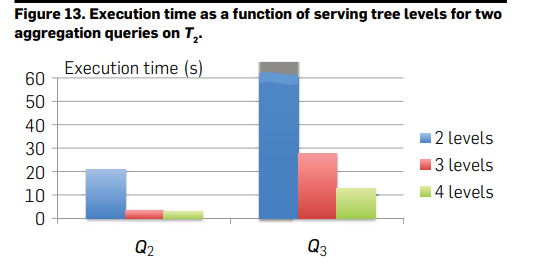 Figure 13. Execution time as a function of serving tree levels for two
aggregation queries on T2.
Execution time (s)
60
50
40
30
20
10
0
2 levels
3 levels
4 levels
Q2
Q3